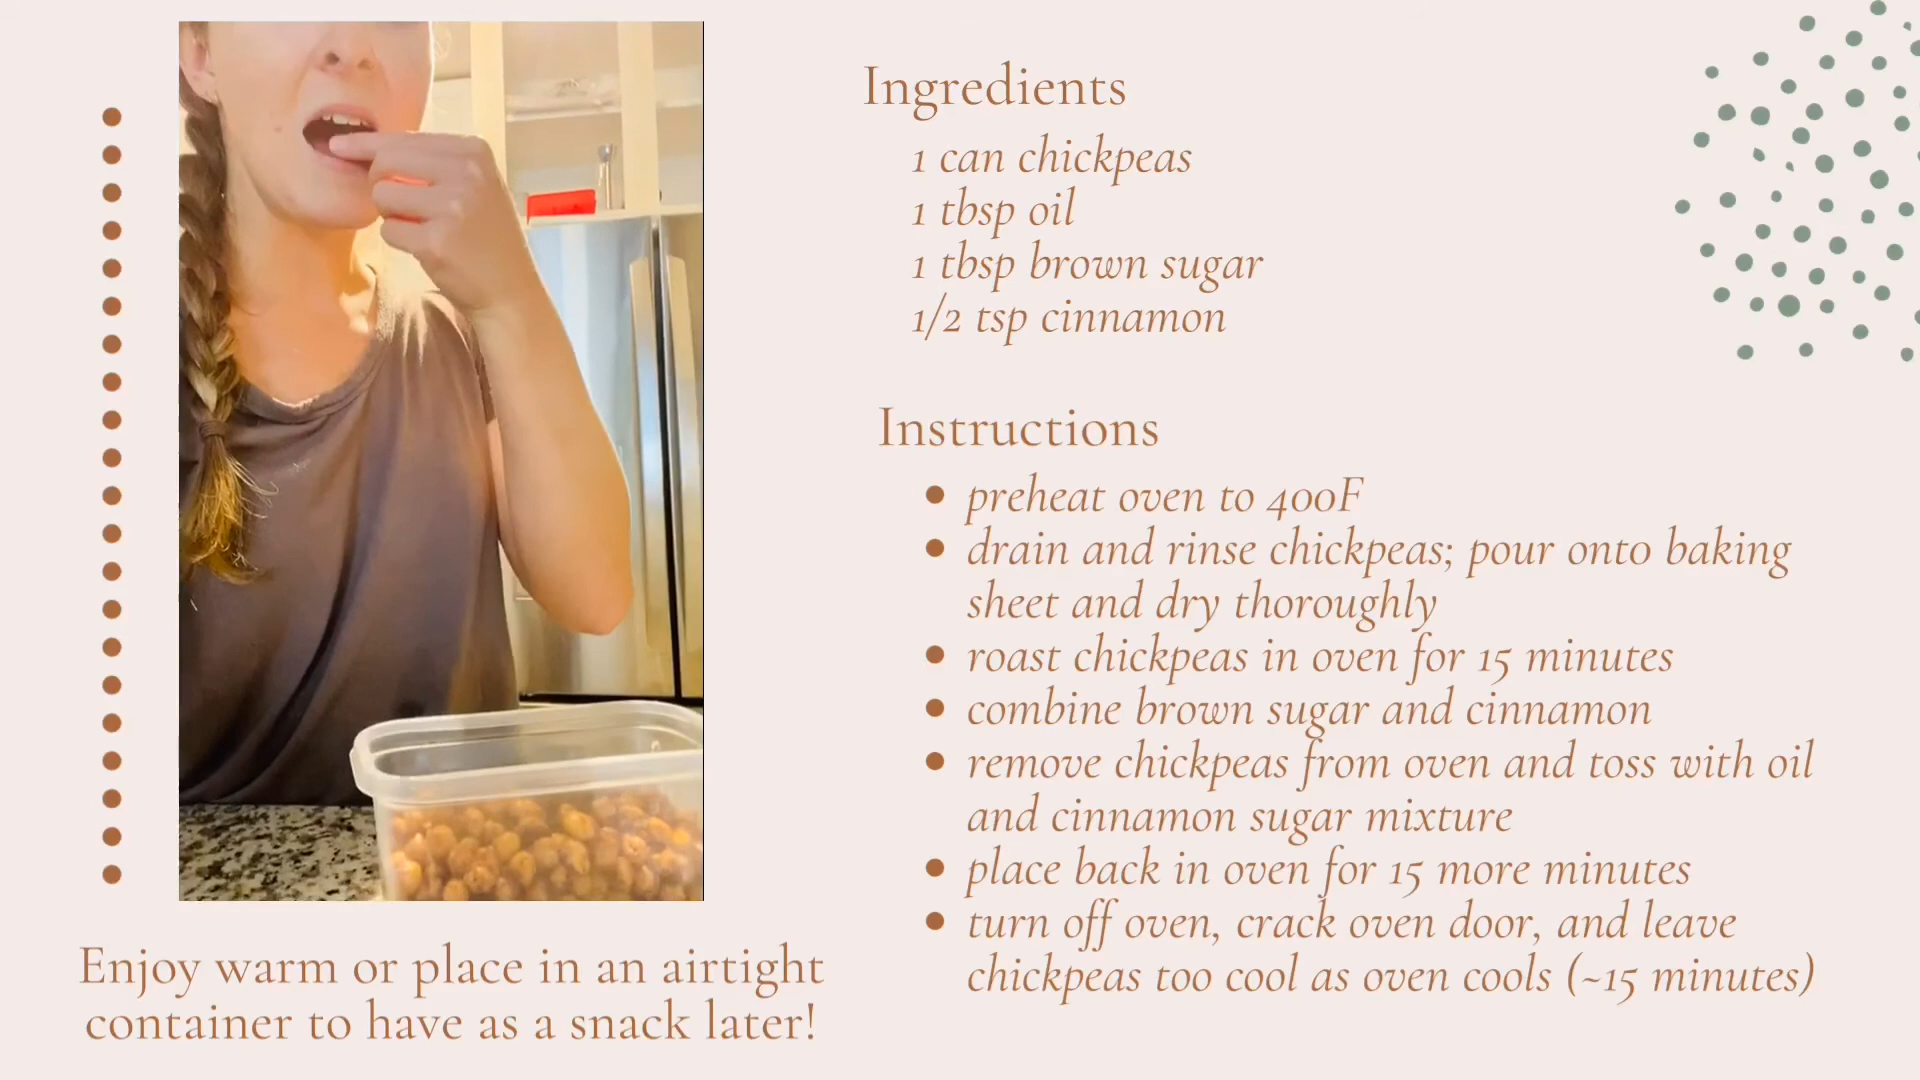 Ingredients
1 can chickpeas
1 tbsp oil
1 tbsp brown sugar
1/2 tsp cinnamon
Instructions
preheat oven to 400F
drain and rinse chickpeas; pour onto baking
sheet and dry thoroughly
roast chickpeas in oven for 15 minutes
combine brown sugar and cinnamon
remove chickpeas from oven and toss with oil
and cinnamon sugar mixture
place back in oven for 15 more minutes
turn off oven, crack oven door, and leave
chickpeas too cool as oven cools (~15 minutes)
Enjoy warm or place in an airtight
container to have as a snack later!